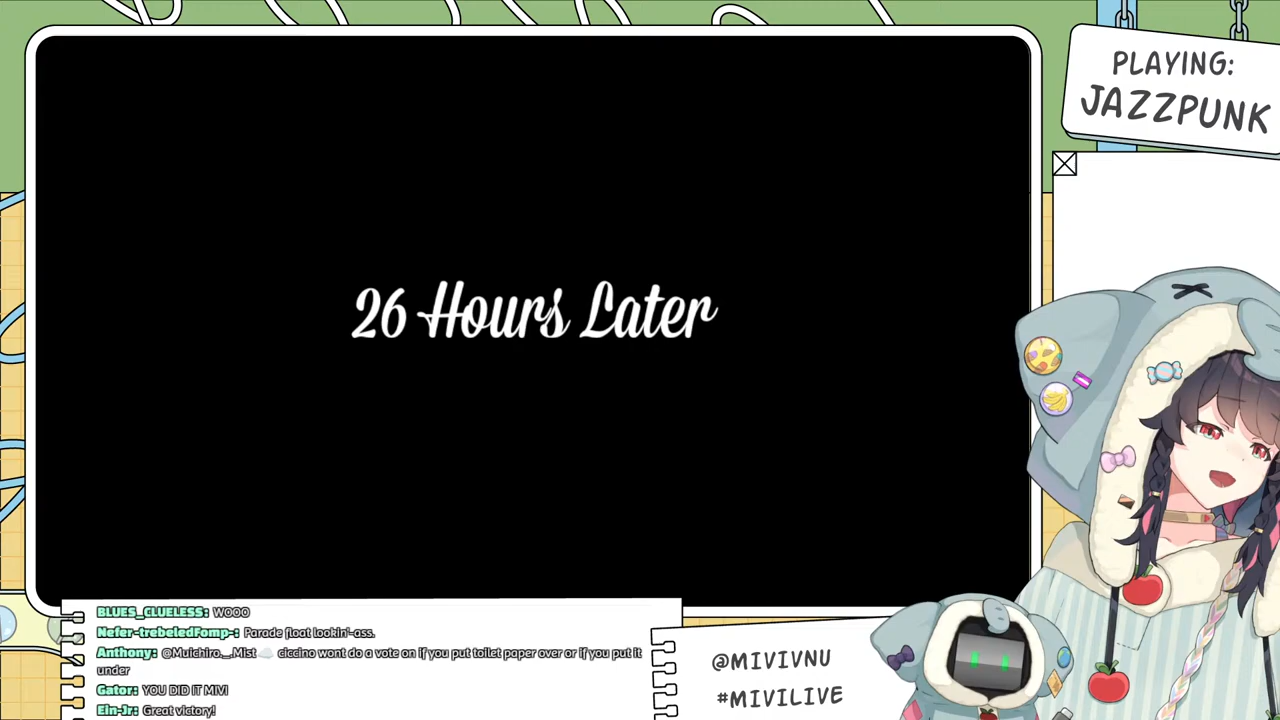 PLAYING:
JAZZPUNK
26 Hours Later
BLUES_CLUELESS: WOOO
Nefer-trebeledFomp-: Parade float lookin'-ass.
Anthony: @Muichiro__Mist ciccino wont do a vote on if you put toilet paper over or if you put it
under
Gator: YOU DID IT MIVI
Ein-Jr: Great victory!
@MIVIVNU
#MIVILIVE